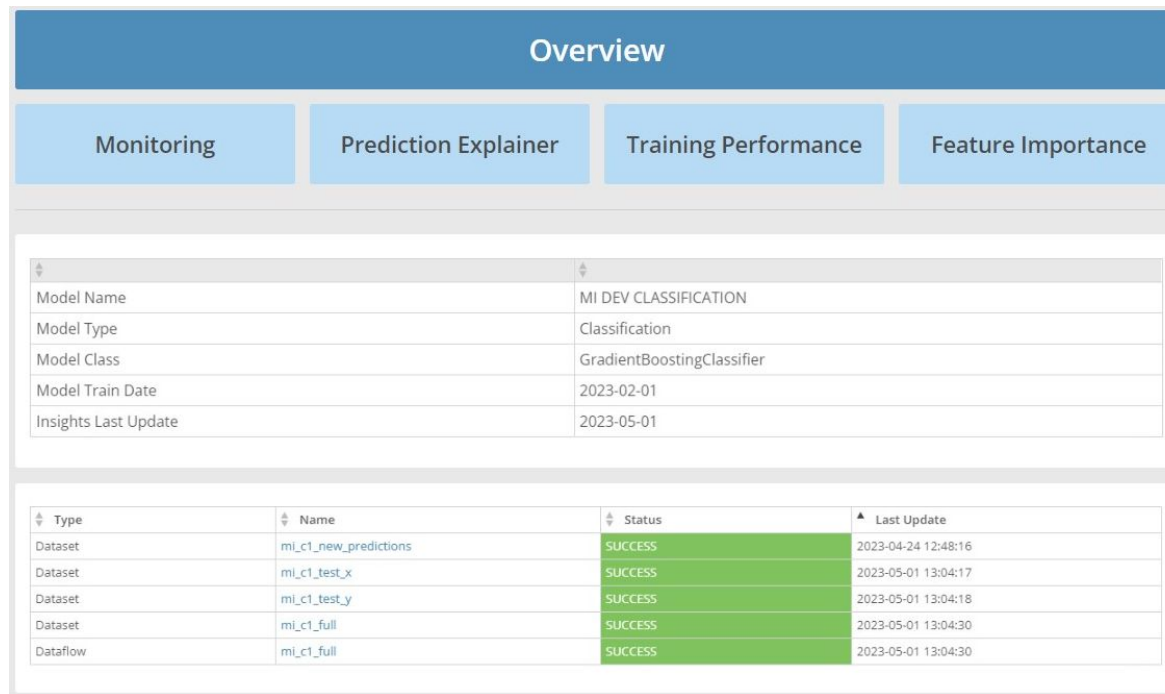 Overview
Monitoring Prediction Explainer Training Performance Feature Importance
Model Name MI DEV CLASSIFICATION
Model Type Classification
Model Class GradientBoostingClassifier
Model Train Date 2023-02-01
Insights Last Update 2023-05-01
Type Name Status Last Update
Dataset mi_c1_new_predictions SUCCESS 2023-04-24 12:48:16
Dataset mi_c1_test_x SUCCESS 2023-05-01 13:04:17
Dataset mi_c1_test_y SUCCESS 2023-05-01 13:04:18
Dataset mi_c1_full SUCCESS 2023-05-01 13:04:30
Dataflow mi_c1_full SUCCESS 2023-05-01 13:04:30